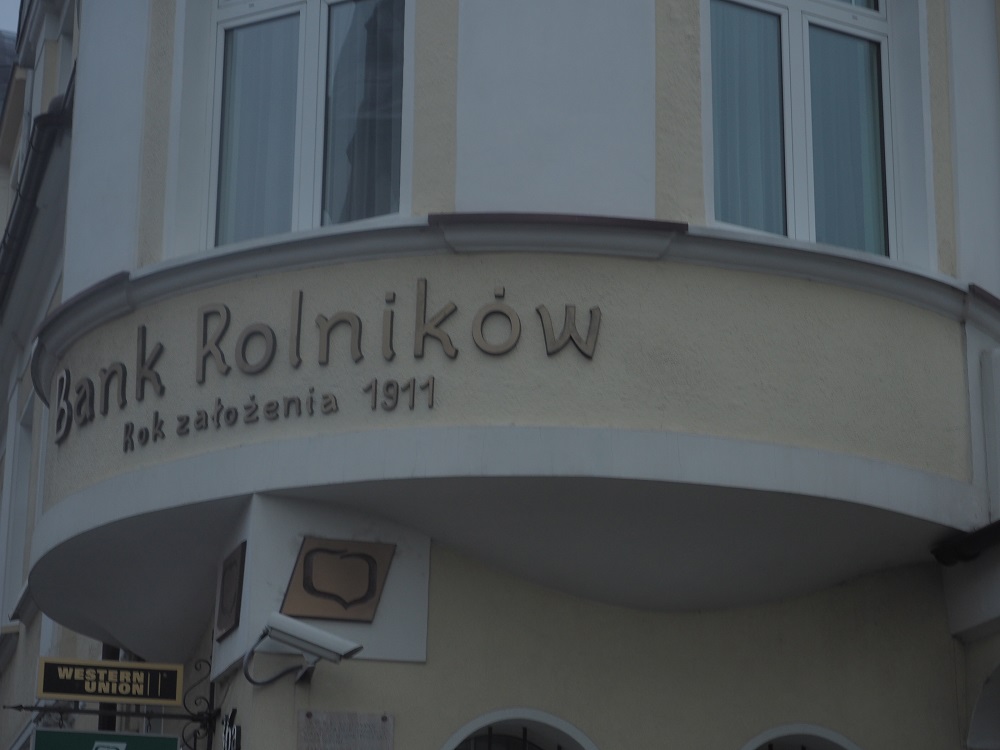 Bank Rolników
Rok założenia 1911
WESTERN
UNION